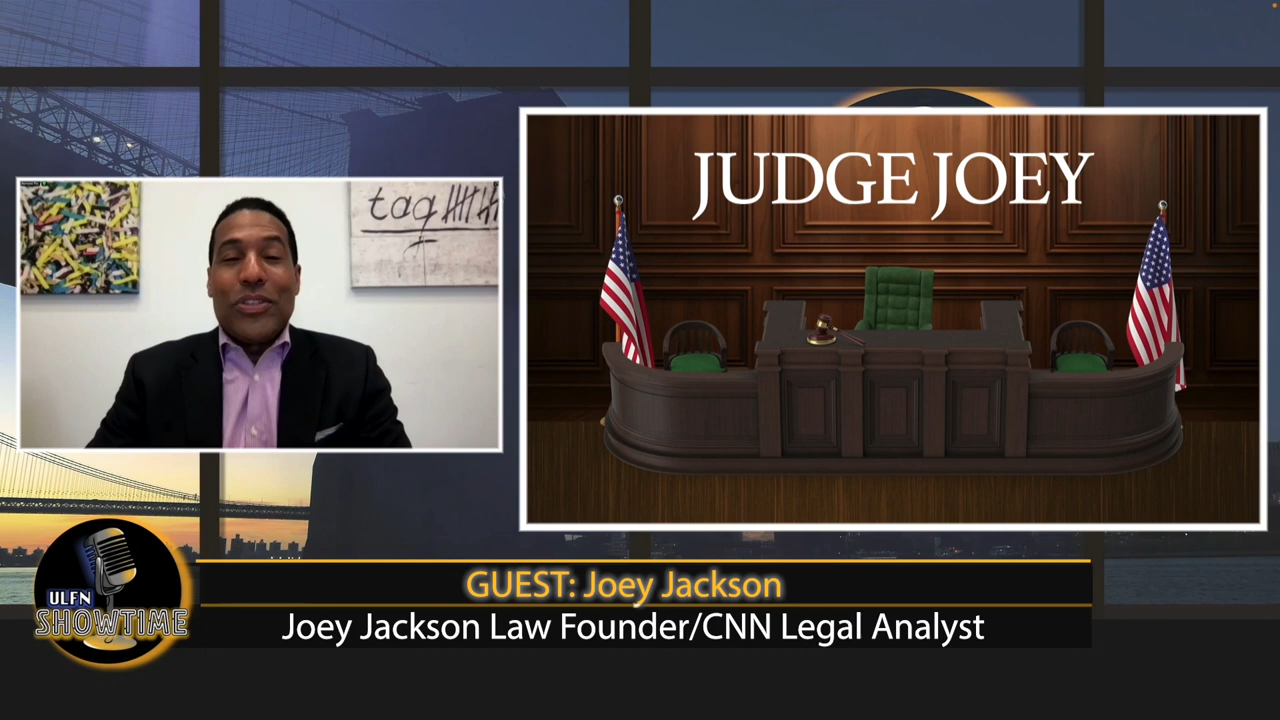 tag
JUDGE JOEY
ULFN
SHOWTIME
GUEST: Joey Jackson
Joey Jackson Law Founder/CNN Legal Analyst